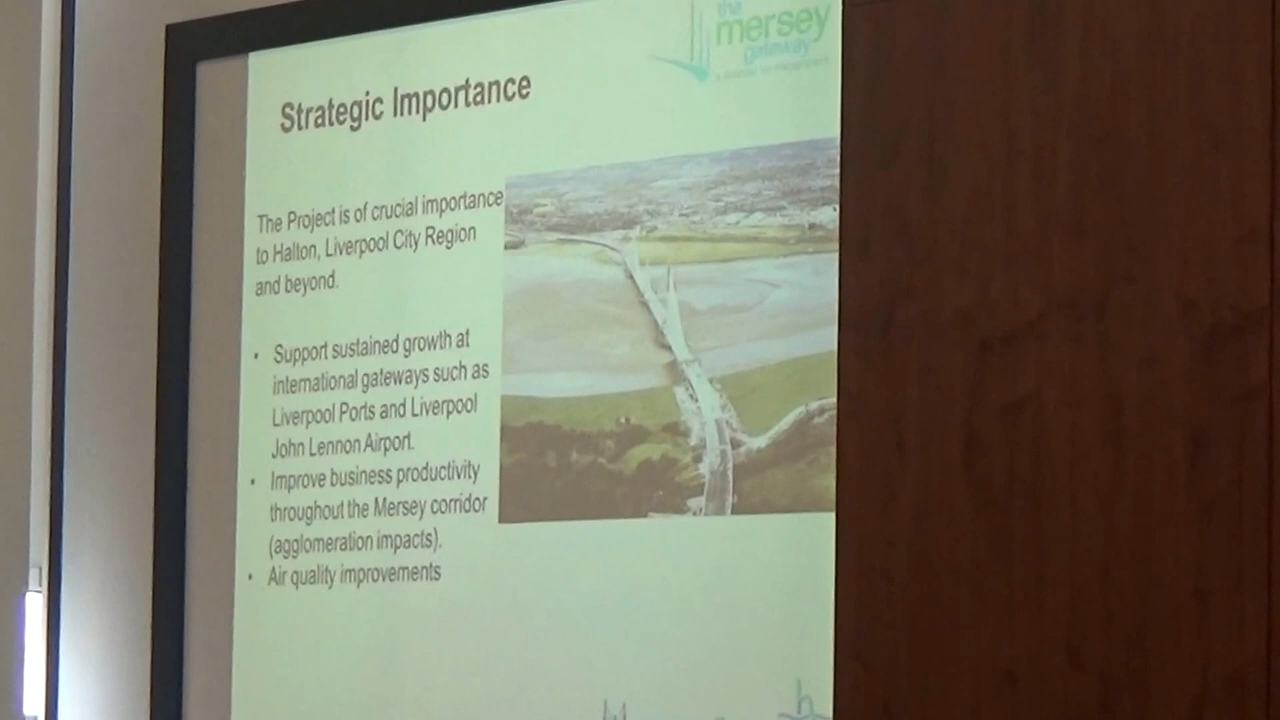 the
mersey
gateway
Strategic Importance
The Project is of crucial importance
to Halton, Liverpool City Region
and beyond.
• Support sustained growth at
international gateways such as
Liverpool Ports and Liverpool
John Lennon Airport.
• Improve business productivity
throughout the Mersey corridor
(agglomeration impacts).
• Air quality improvements